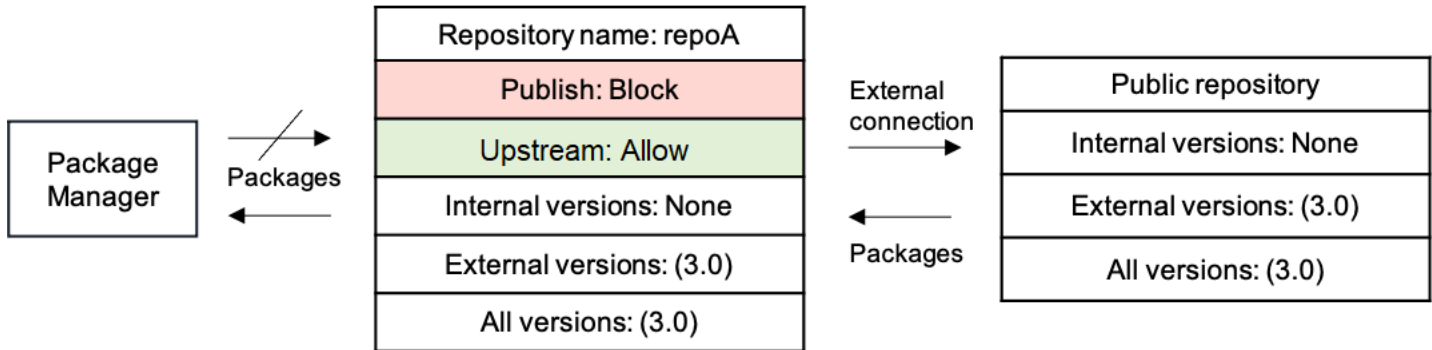 Package
Manager
Packages
Repository name: repoA
Publish: Block
Upstream: Allow
Internal versions: None
External versions: (3.0)
All versions: (3.0)
External
connection
Packages
Public repository
Internal versions: None
External versions: (3.0)
All versions: (3.0)